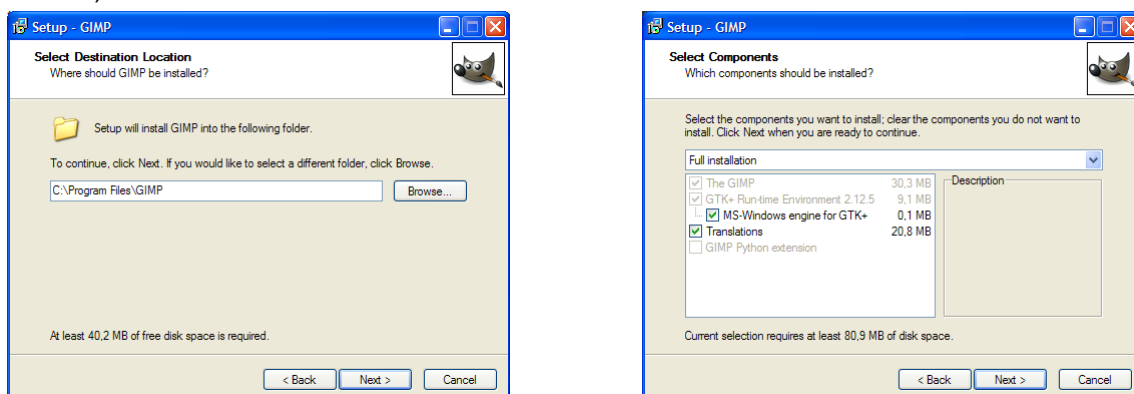 Setup - GIMP
Select Destination Location
Where should GIMP be installed?
Setup will install GIMP into the following folder.
To continue, click Next. If you would like to select a different folder, click Browse.
C:\Program Files\GIMP
Browse...
At least 40,2 MB of free disk space is required.
< Back Next > Cancel
Setup - GIMP
Select Components
Which components should be installed?
Select the components you want to install; clear the components you do not want to
install. Click Next when you are ready to continue.
Full installation
The GIMP 30,3 MB
GTK+ Run-time Environment 2.12.5 9,1 MB
MS-Windows engine for GTK+ 0,1 MB
Translations 20,8 MB
GIMP Python extension
Description
Current selection requires at least 80,9 MB of disk space.
< Back Next > Cancel